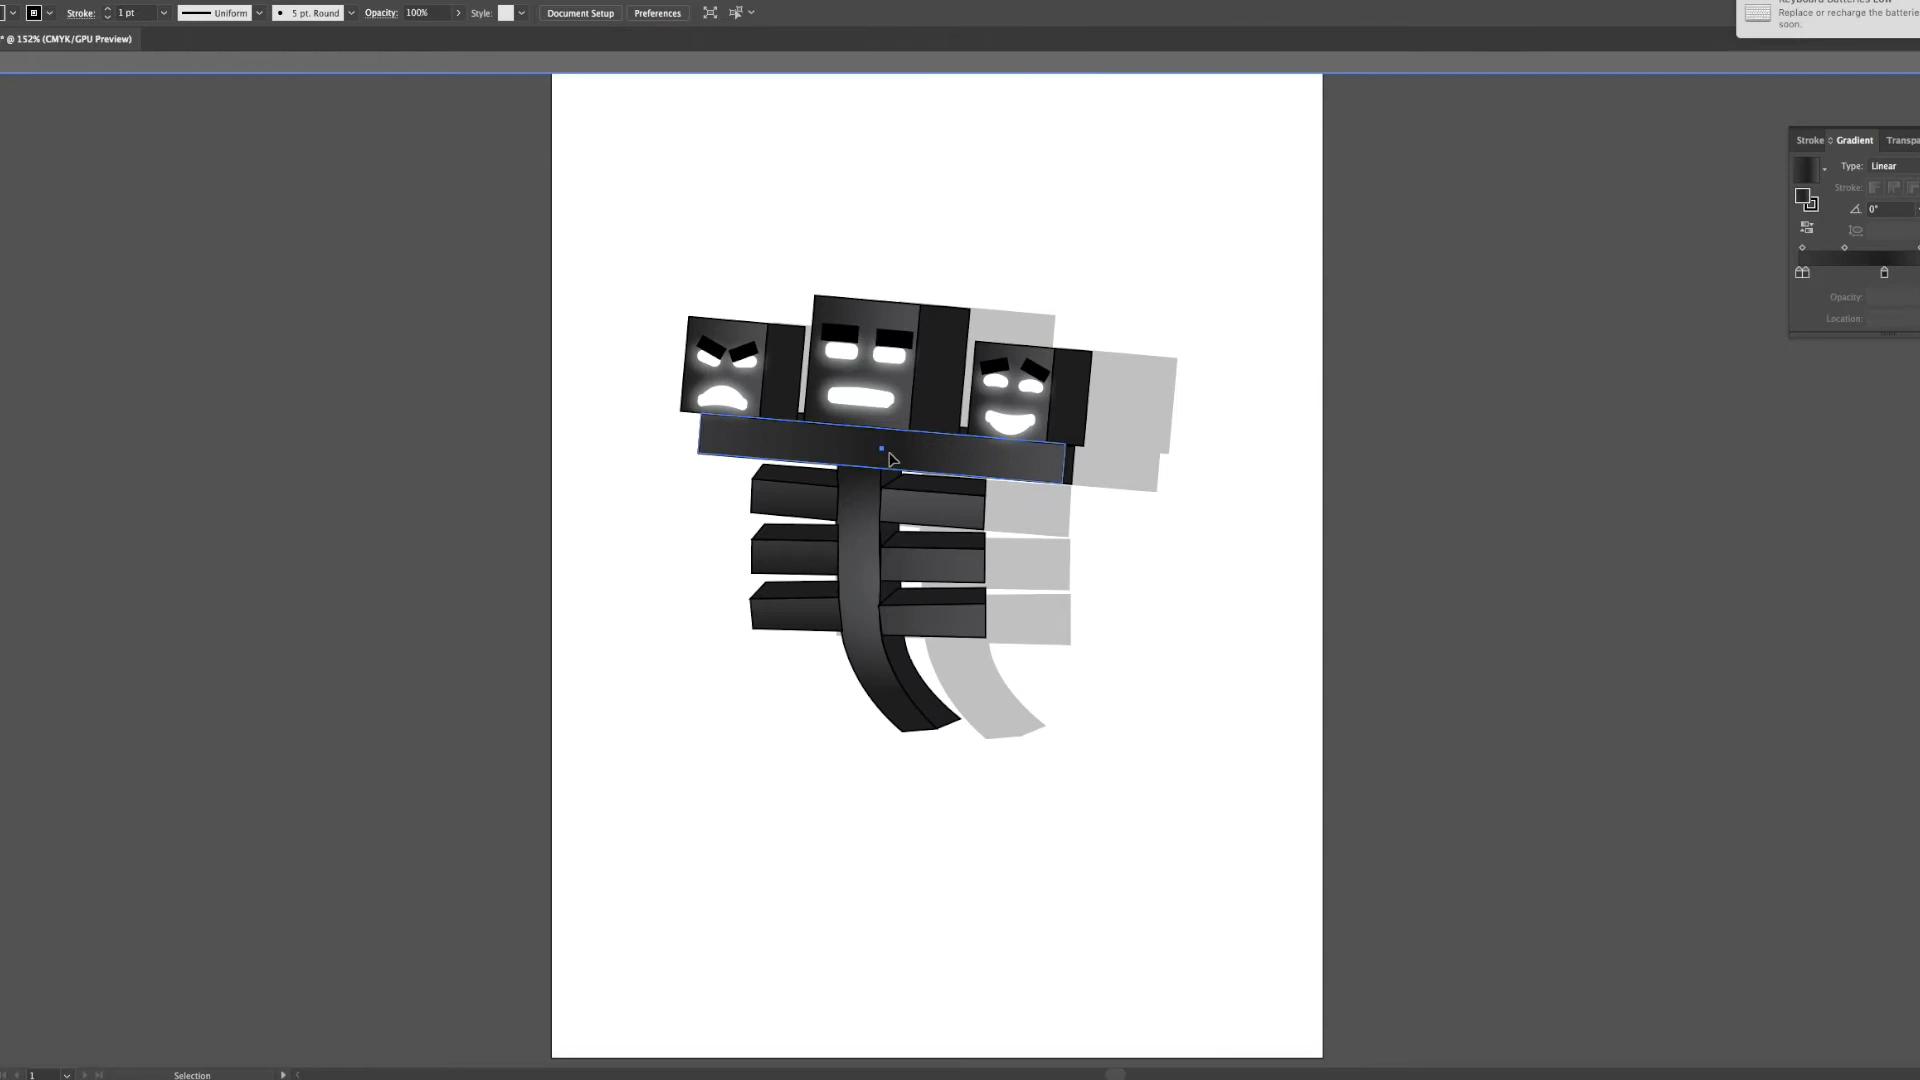 Stroke: 1 pt Uniform 5 pt. Round Opacity: 100% Style: Document Setup Preferences
Replace or recharge the batterie
soon.
* @ 152% (CMYK/GPU Preview)
Stroke Gradient Transpa
Type: Linear
Stroke:
0°
Opacity:
Location:
1 Selection